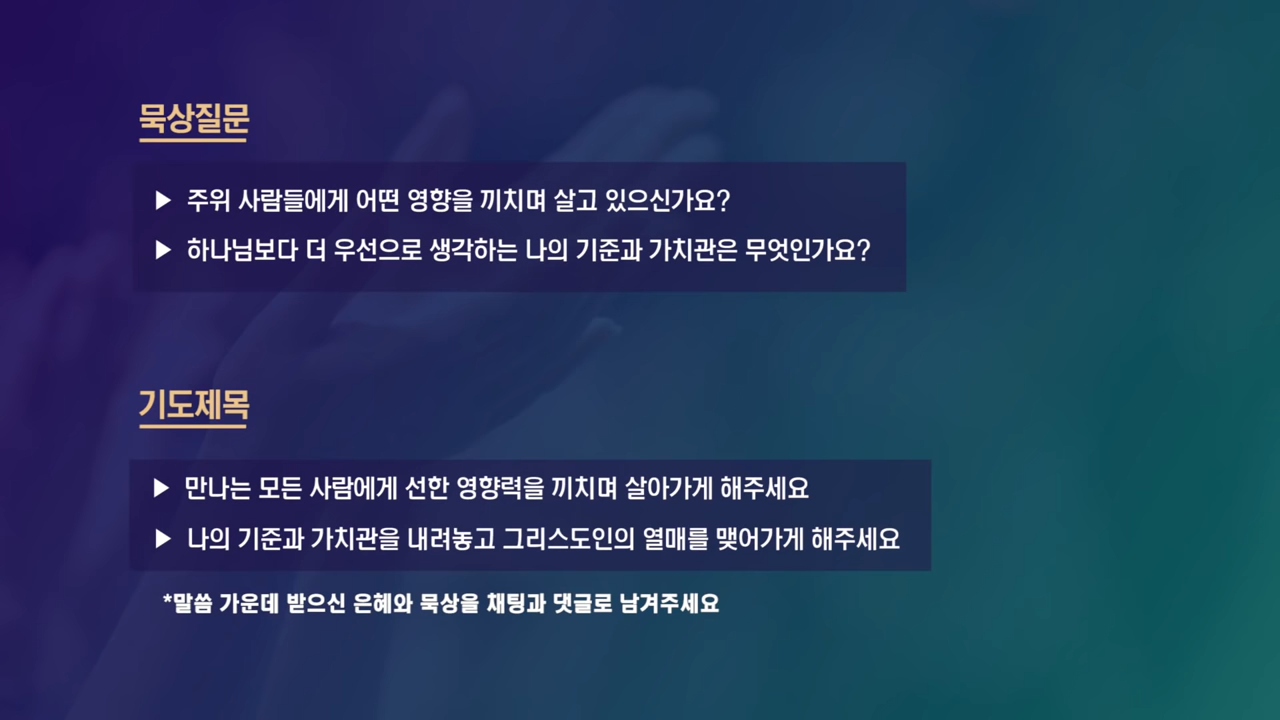 묵상질문
▶ 주위 사람들에게 어떤 영향을 끼치며 살고 있으신가요?
▶ 하나님보다 더 우선으로 생각하는 나의 기준과 가치관은 무엇인가요?
기도제목
▶ 만나는 모든 사람에게 선한 영향력을 끼치며 살아가게 해주세요
▶ 나의 기준과 가치관을 내려놓고 그리스도인의 열매를 맺어가게 해주세요
*말씀 가운데 받으신 은혜와 묵상을 채팅과 댓글로 남겨주세요